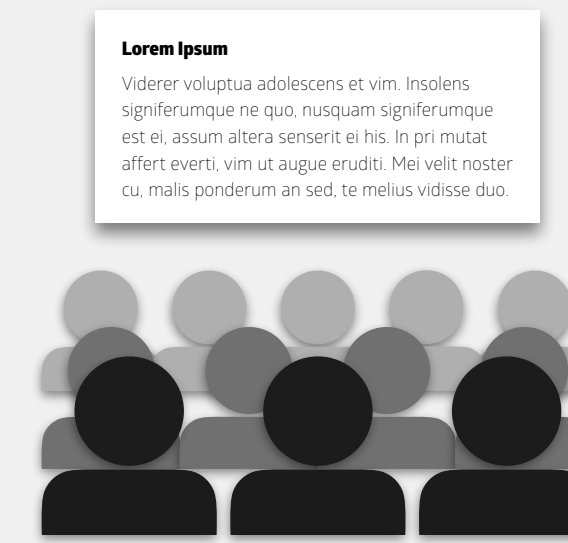 Lorem Ipsum
Viderer voluptua adolescens et vim. Insolens
signiferumque ne quo, nusquam signiferumque
est ei, assum altera senserit ei his. In pri mutat
affert everti, vim ut augue eruditi. Mei velit noster
cu, malis ponderum an sed, te melius vidisse duo.